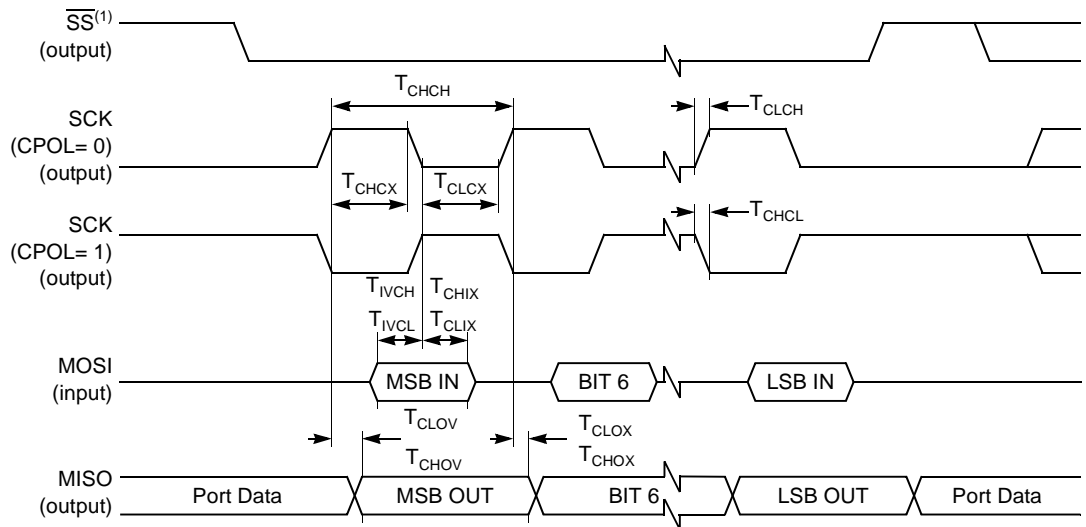 SS(1)
(output)
TCHCH
TCLCH
SCK
(CPOL= 0)
(output)
TCHCX
TCLCX
TCHCL
SCK
(CPOL= 1)
(output)
TIVCH
TCHIX
TIVCL
TCLIX
MOSI
(input)
MSB IN
BIT 6
LSB IN
TCLOV
TCLOX
TCHOV
TCHOX
MISO
(output)
Port Data
MSB OUT
BIT 6
LSB OUT
Port Data